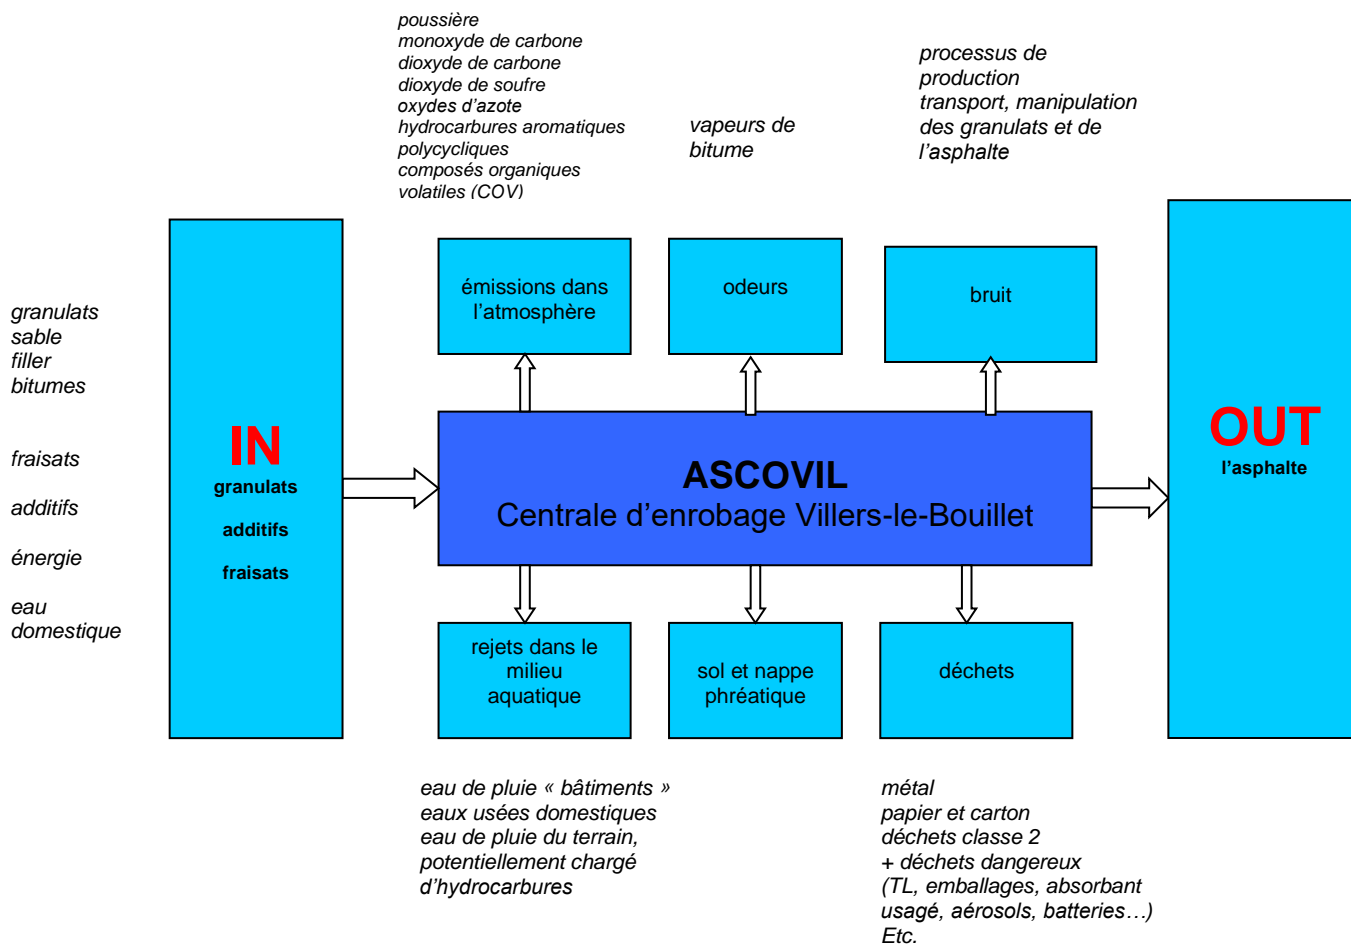 poussière
monoxyde de carbone
dioxyde de carbone
dioxyde de soufre
oxydes d'azote
hydrocarbures aromatiques
polycycliques
composés organiques
volatiles (COV)
vapeurs de
bitume
processus de
production
transport, manipulation
des granulats et de
l'asphalte
émissions dans
l'atmosphère
odeurs
bruit
granulats
sable
filler
bitumes
fraisats
additifs
énergie
eau
domestique
IN
granulats
additifs
fraisats
ASCOVIL
Centrale d'enrobage Villers-le-Bouillet
OUT
l'asphalte
rejets dans le
milieu
aquatique
sol et nappe
phréatique
déchets
eau de pluie « bâtiments »
eaux usées domestiques
eau de pluie du terrain,
potentiellement chargé
d'hydrocarbures
métal
papier et carton
déchets classe 2
+ déchets dangereux
(TL, emballages, absorbant
usagé, aérosols, batteries…)
Etc.